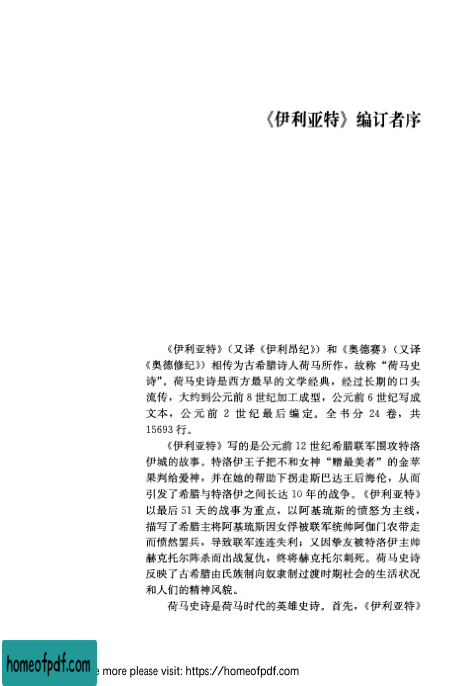 《伊利亚特》编订者序
《伊利亚特》（又译《伊利昂纪》）和《奥德赛》（又译
《奥德修纪》）相传为古希腊诗人荷马所作，故称“荷马史
诗”。荷马史诗是西方最早的文学经典，经过长期的口头
流传，大约到公元前 8 世纪加工成型，公元前 6 世纪写成
文本，公元前 2 世纪最后编定。全书分 24 卷，共
15693 行。
《伊利亚特》写的是公元前 12 世纪希腊联军围攻特洛
伊城的故事。特洛伊王子把不和女神“赠最美者”的金苹
果判给爱神，并在她的帮助下拐走斯巴达王后海伦，从而
引发了希腊与特洛伊之间长达 10 年的战争。《伊利亚特》
以最后 51 天的战事为重点，以阿基琉斯的愤怒为主线，
描写了希腊主将阿基琉斯因女俘被联军统帅阿伽门农带走
而愤然罢兵，导致联军连连失利；又因挚友被特洛伊主帅
赫克托尔阵杀而出战复仇，终将赫克托尔刺死。荷马史诗
反映了古希腊由氏族制向奴隶制过渡时期社会的生活状况
和人们的精神风貌。
荷马史诗是荷马时代的英雄史诗。首先，《伊利亚特》
homeofpdf.com
more please visit: https://homeofpdf.com